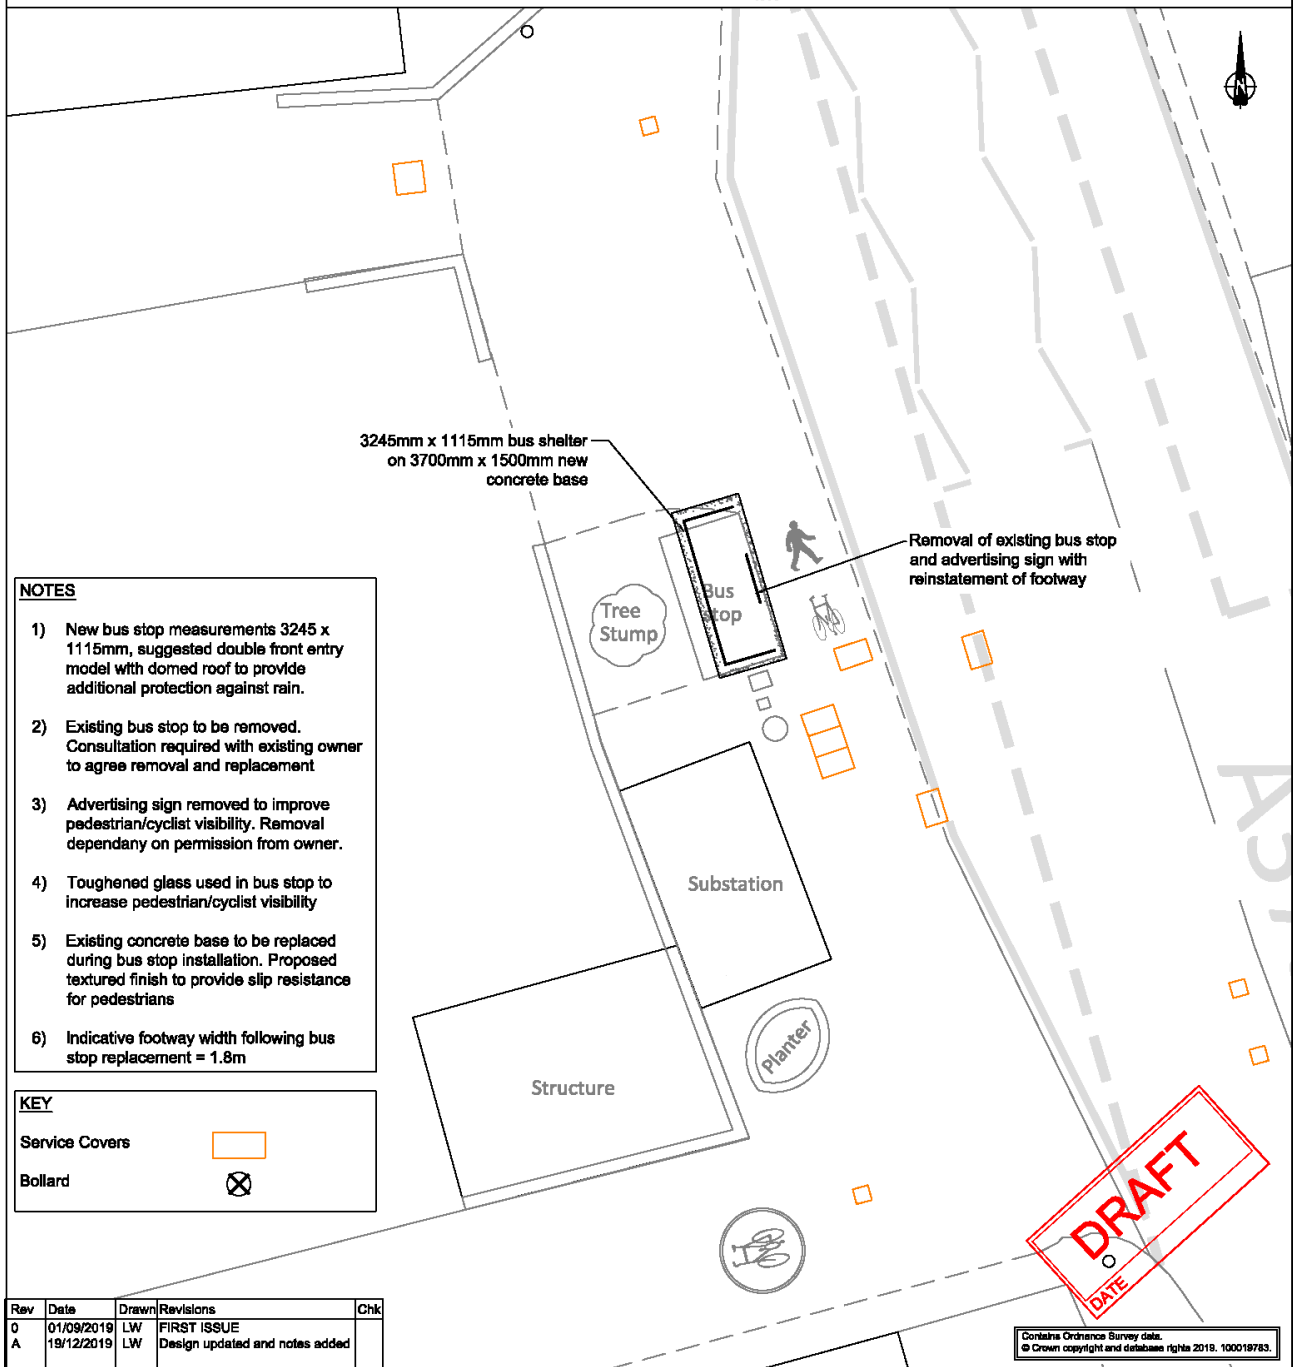 N
3245mm x 1115mm bus shelter
on 3700mm x 1500mm new
concrete base
Removal of existing bus stop
and advertising sign with
reinstatement of footway
Bus
stop
Tree
Stump
NOTES
1) New bus stop measurements 3245 x
1115mm, suggested double front entry
model with domed roof to provide
additional protection against rain.
2) Existing bus stop to be removed.
Consultation required with existing owner
to agree removal and replacement
3) Advertising sign removed to improve
pedestrian/cyclist visibility. Removal
dependany on permission from owner.
4) Toughened glass used in bus stop to
increase pedestrian/cyclist visibility
5) Existing concrete base to be replaced
during bus stop installation. Proposed
textured finish to provide slip resistance
for pedestrians
6) Indicative footway width following bus
stop replacement = 1.8m
Substation
Planter
Structure
KEY
Service Covers
Bollard
DRAFT
DATE
Rev Date Drawn Revisions Chk
0 01/09/2019 LW FIRST ISSUE
A 19/12/2019 LW Design updated and notes added
Contains Ordnance Survey data.
© Crown copyright and database rights 2019. 100019783.